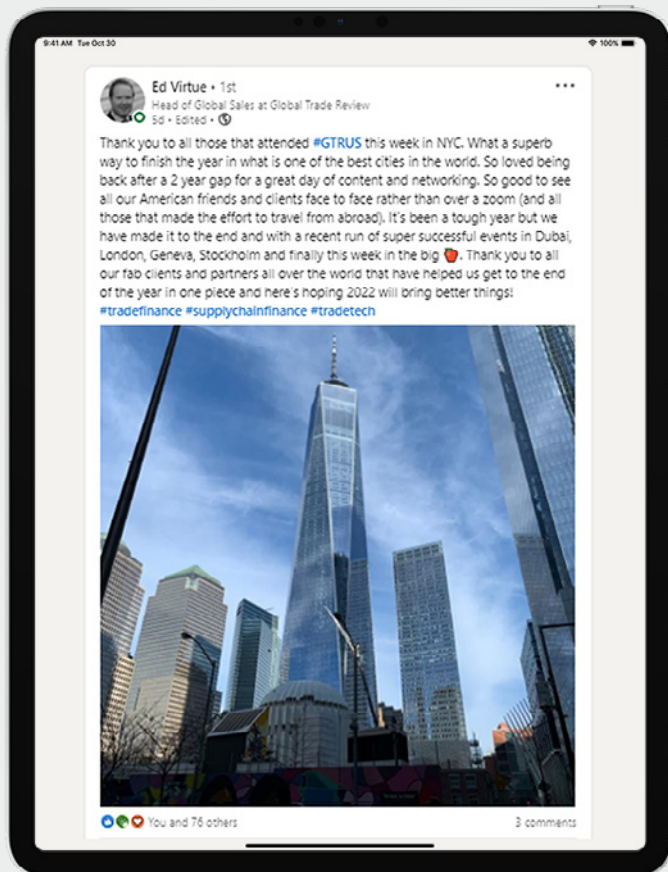 9:41 AM Tue Oct 30
100%
Ed Virtue • 1st
Head of Global Sales at Global Trade Review
5d • Edited •
Thank you to all those that attended #GTRUS this week in NYC. What a superb
way to finish the year in what is one of the best cities in the world. So loved being
back after a 2 year gap for a great day of content and networking. So good to see
all our American friends and clients face to face rather than over a zoom (and all
those that made the effort to travel from abroad). It's been a tough year but we
have made it to the end and with a recent run of super successful events in Dubai,
London, Geneva, Stockholm and finally this week in the big 🍎. Thank you to all
our fab clients and partners all over the world that have helped us get to the end
of the year in one piece and here's hoping 2022 will bring better things!
#tradefinance #supplychainfinance #tradetech
You and 76 others
3 comments